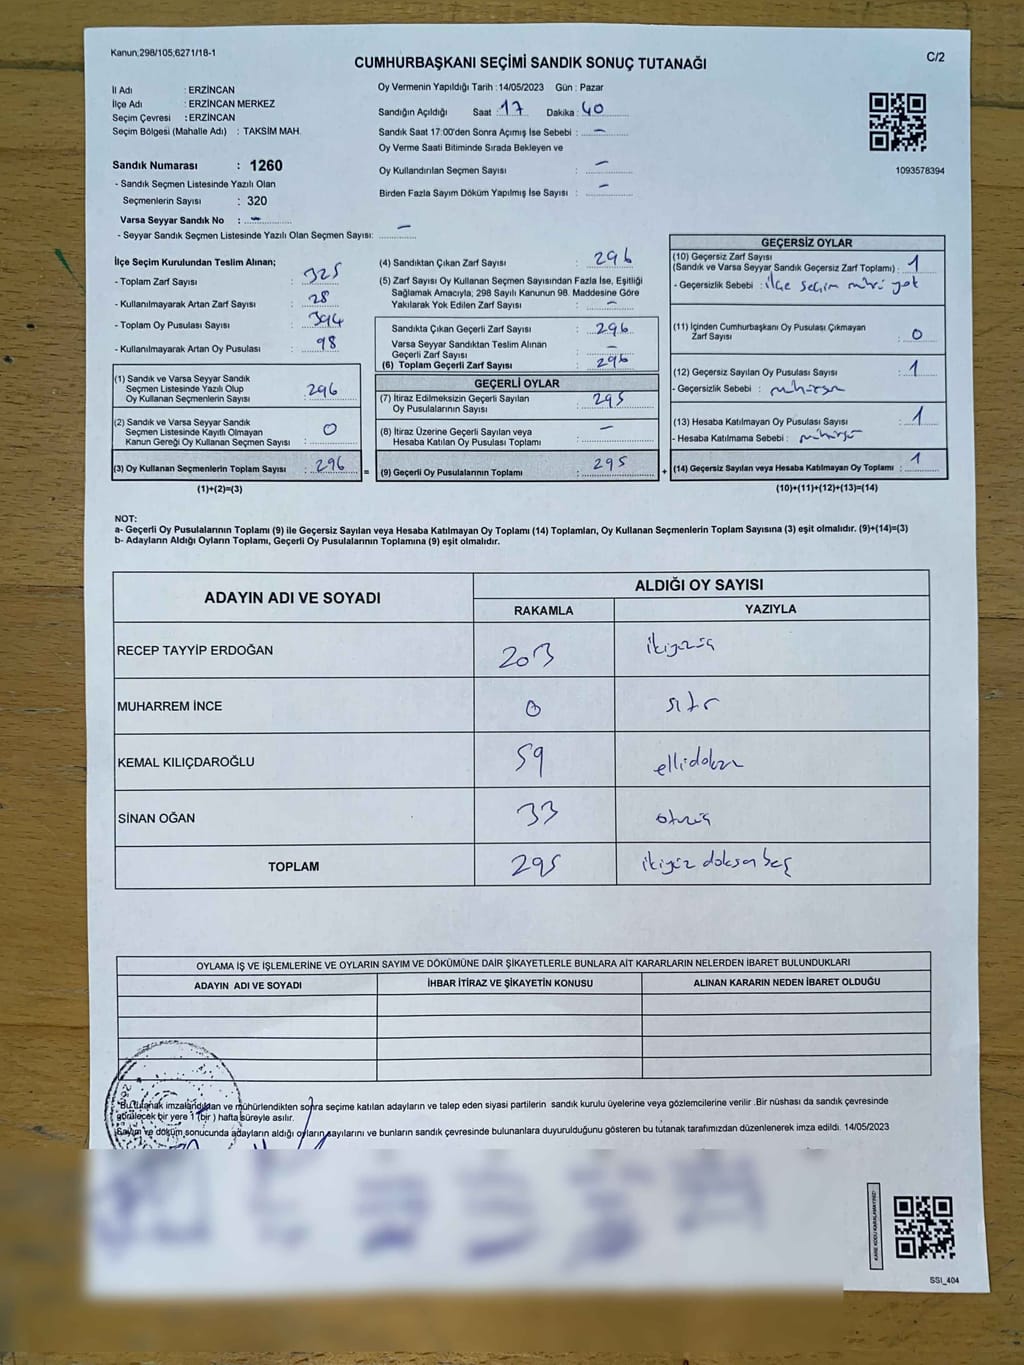 Kanun;298/105,6271/18-1
CUMHURBAŞKANI SEÇİMİ SANDIK SONUÇ TUTANAĞI
C/2
İl Adı : ERZİNCAN
İlçe Adı : ERZİNCAN MERKEZ
Seçim Çevresi : ERZİNCAN
Seçim Bölgesi (Mahalle Adı) : TAKSİM MAH.
Sandık Numarası : 1260
- Sandık Seçmen Listesinde Yazılı Olan
Seçmenlerin Sayısı : 320
Varsa Seyyar Sandık No : -
- Seyyar Sandık Seçmen Listesinde Yazılı Olan Seçmen Sayısı: -
Oy Vermenin Yapıldığı Tarih : 14/05/2023 Gün : Pazar
Sandığın Açıldığı Saat : 17 Dakika : 40
Sandık Saat 17:00'den Sonra Açımış İse Sebebi : -
Oy Verme Saati Bitiminde Sırada Bekleyen ve
Oy Kullandırılan Seçmen Sayısı : -
Birden Fazla Sayım Döküm Yapılmış İse Sayısı : -
1093578394
İlçe Seçim Kurulundan Teslim Alınan;
- Toplam Zarf Sayısı : 325
- Kullanılmayarak Artan Zarf Sayısı : 28
- Toplam Oy Pusulası Sayısı : 394
- Kullanılmayarak Artan Oy Pusulası : 98
(1) Sandık ve Varsa Seyyar Sandık
Seçmen Listesinde Yazılı Olup
Oy Kullanan Seçmenlerin Sayısı : 296
(2) Sandık ve Varsa Seyyar Sandık
Seçmen Listesinde Kayıtlı Olmayan
Kanun Gereği Oy Kullanan Seçmen Sayısı : 0
(3) Oy Kullanan Seçmenlerin Toplam Sayısı : 296
(1)+(2)=(3)
(4) Sandıktan Çıkan Zarf Sayısı : 296
(5) Zarf Sayısı Oy Kullanan Seçmen Sayısından Fazla İse, Eşitliği
Sağlamak Amacıyla; 298 Sayılı Kanunun 98. Maddesine Göre
Yakılarak Yok Edilen Zarf Sayısı : -
Sandıkta Çıkan Geçerli Zarf Sayısı : 296
Varsa Seyyar Sandıktan Teslim Alınan
Geçerli Zarf Sayısı : -
(6) Toplam Geçerli Zarf Sayısı : 296
GEÇERLİ OYLAR
(7) İtiraz Edilmeksizin Geçerli Sayılan
Oy Pusulalarının Sayısı : 295
(8) İtiraz Üzerine Geçerli Sayılan veya
Hesaba Katılan Oy Pusulası Toplamı : -
= (9) Geçerli Oy Pusulalarının Toplamı : 295
GEÇERSİZ OYLAR
(10) Geçersiz Zarf Sayısı
(Sandık ve Varsa Seyyar Sandık Geçersiz Zarf Toplamı) : 1
- Geçersizlik Sebebi : ilçe seçim mürü yok
(11) İçinden Cumhurbaşkanı Oy Pusulası Çıkmayan
Zarf Sayısı : 0
(12) Geçersiz Sayılan Oy Pusulası Sayısı : 1
- Geçersizlik Sebebi :
(13) Hesaba Katılmayan Oy Pusulası Sayısı : 1
- Hesaba Katılmama Sebebi :
+ (14) Geçersiz Sayılan veya Hesaba Katılmayan Oy Toplamı : 1
(10)+(11)+(12)+(13)=(14)
NOT:
a- Geçerli Oy Pusulalarının Toplamı (9) ile Geçersiz Sayılan veya Hesaba Katılmayan Oy Toplamı (14) Toplamları, Oy Kullanan Seçmenlerin Toplam Sayısına (3) eşit olmalıdır. (9)+(14)=(3)
b- Adayların Aldığı Oyların Toplamı, Geçerli Oy Pusulalarının Toplamına (9) eşit olmalıdır.
ADAYIN ADI VE SOYADI ALDIĞI OY SAYISI
RAKAMLA YAZIYLA
RECEP TAYYİP ERDOĞAN 203 ikiyüzüç
MUHARREM İNCE 0 sıfır
KEMAL KILIÇDAROĞLU 59 ellidokuz
SİNAN OĞAN 33 otuzüç
TOPLAM 295 ikiyüz doksan beş
OYLAMA İŞ VE İŞLEMLERİNE VE OYLARIN SAYIM VE DÖKÜMÜNE DAİR ŞİKAYETLERLE BUNLARA AİT KARARLARIN NELERDEN İBARET BULUNDUKLARI
ADAYIN ADI VE SOYADI İHBAR İTİRAZ VE ŞİKAYETİN KONUSU ALINAN KARARIN NEDEN İBARET OLDUĞU
Bu tutanak imzalandıktan ve mühürlendikten sonra seçime katılan adayların ve talep eden siyasi partilerin sandık kurulu üyelerine veya gözlemcilerine verilir .Bir nüshası da sandık çevresinde
görülecek bir yere 1 (bir ) hafta süreyle asılır.
Sayım ve döküm sonucunda adayların aldığı oyların sayılarını ve bunların sandık çevresinde bulunanlara duyurulduğunu gösteren bu tutanak tarafımızdan düzenlenerek imza edildi. 14/05/2023
KARE KODU KARALAMAYINIZ!
SSI_404